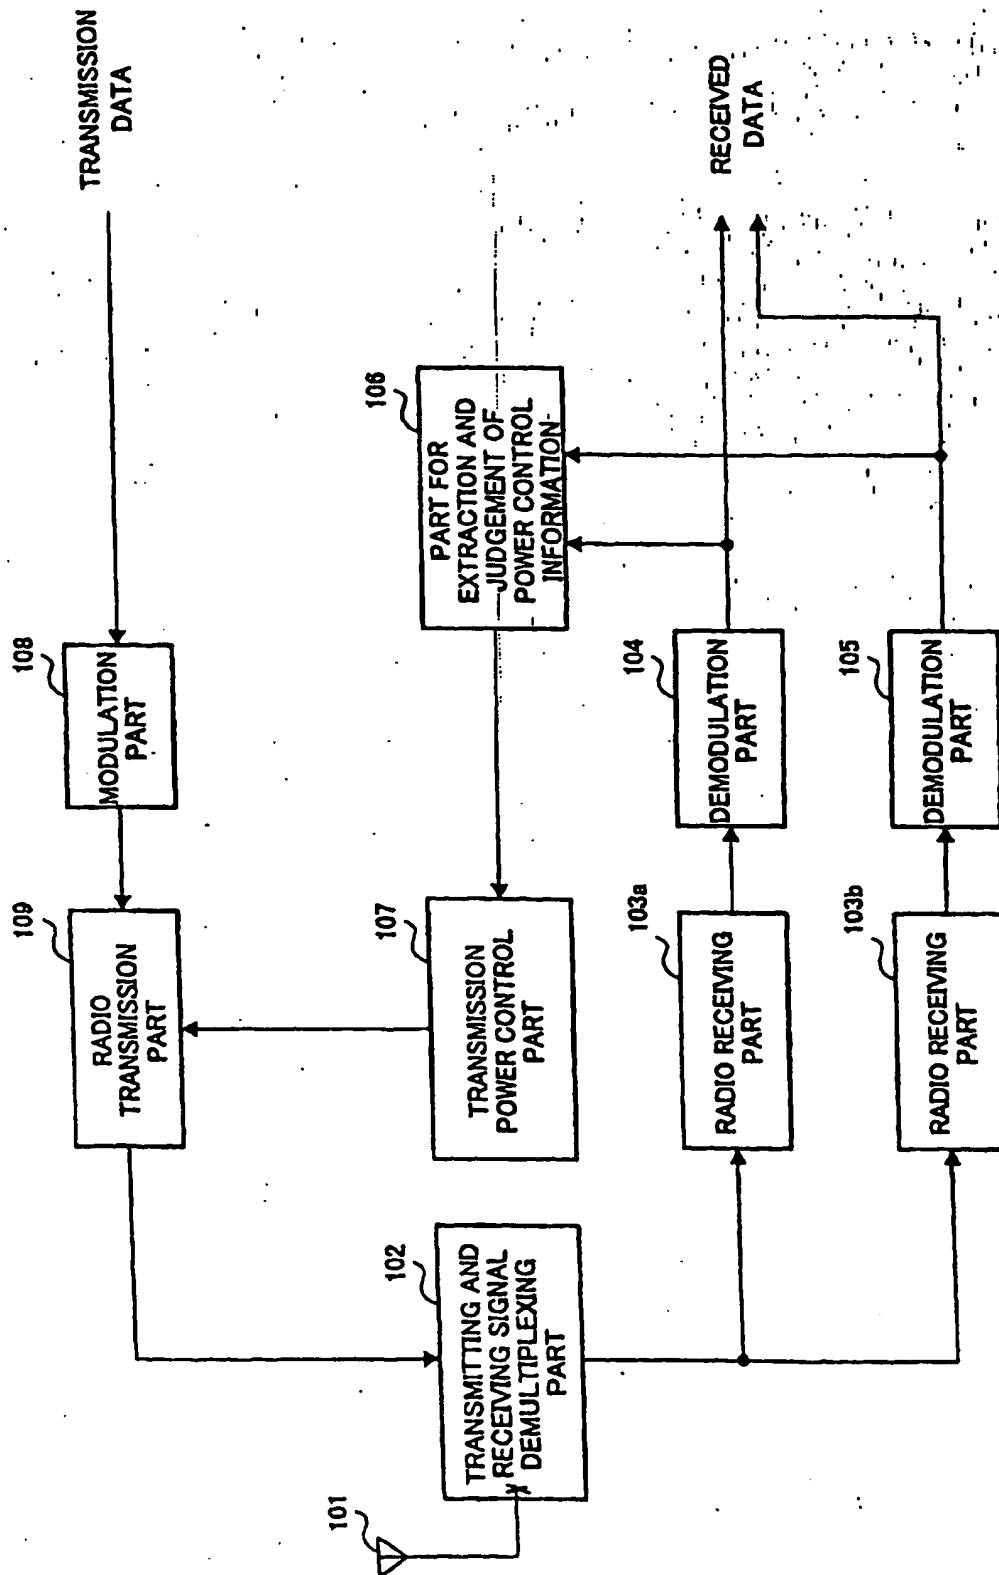 101
102
TRANSMITTING AND
RECEIVING SIGNAL
DEMULTIPLEXING
PART
109
RADIO
TRANSMISSION
PART
108
MODULATION
PART
TRANSMISSION
DATA
107
TRANSMISSION
POWER CONTROL
PART
106
PART FOR
EXTRACTION AND
JUDGEMENT OF
POWER CONTROL
INFORMATION
103a
RADIO RECEIVING
PART
104
DEMODULATION
PART
RECEIVED
DATA
103b
RADIO RECEIVING
PART
105
DEMODULATION
PART